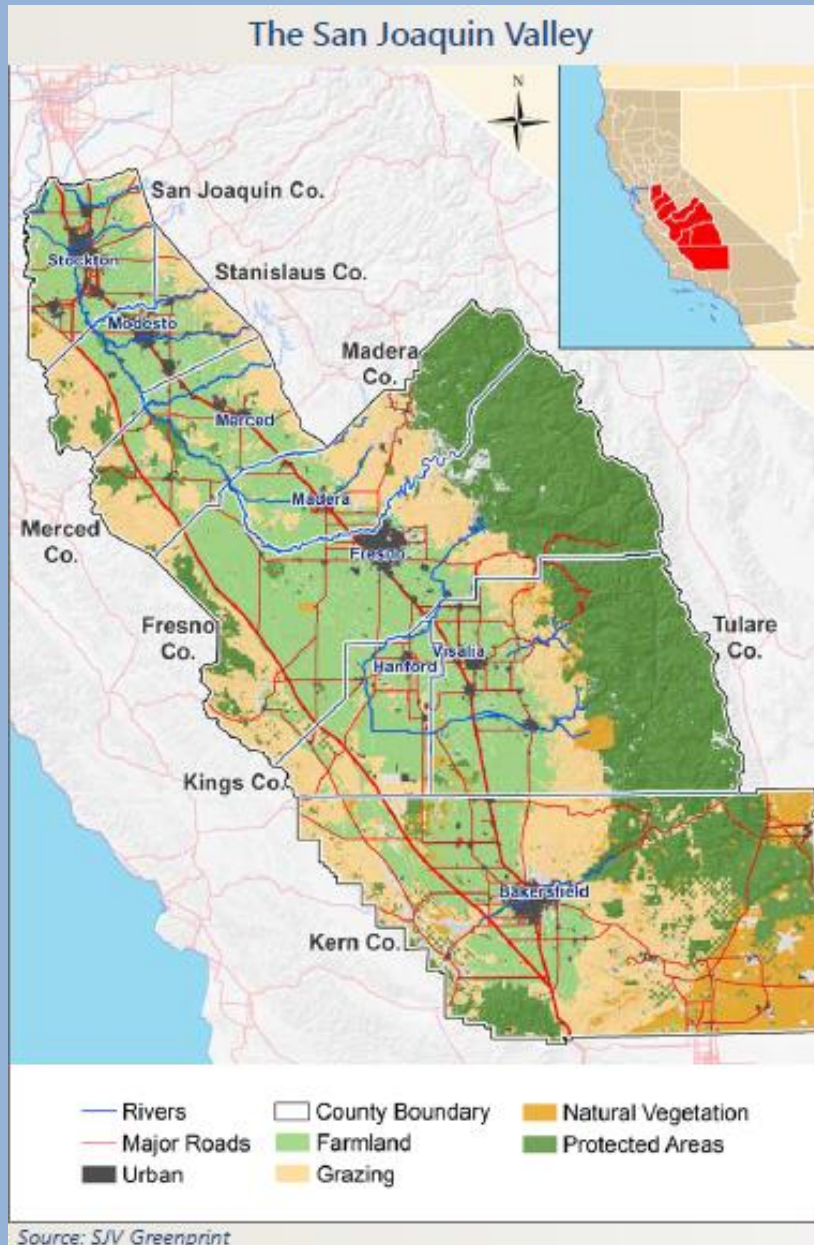 The San Joaquin Valley
N
San Joaquin Co.
Stockton
Stanislaus Co.
Modesto
Madera
Co.
Merced
Madera
Merced
Co.
Fresno
Fresno
Co.
Tulare
Co.
Visalia
Hanford
Kings Co.
Bakersfield
Kern Co.
Rivers
County Boundary
Natural Vegetation
Major Roads
Farmland
Protected Areas
Urban
Grazing
Source: SJV Greenprint